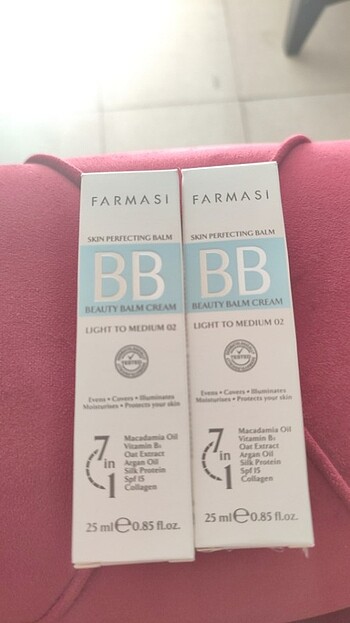 FARMASI
SKIN PERFECTING BALM
BB
BEAUTY BALM CREAM
LIGHT TO MEDIUM 02
TESTED
Evens • Covers • Illuminates
Moisturises • Protects your skin
7 in 1
Macadamia Oil
Vitamin B₅
Oat Extract
Argan Oil
Silk Protein
Spf 15
Collagen
25 ml ℮ 0.85 fl.oz.
FARMASI
SKIN PERFECTING BALM
BB
BEAUTY BALM CREAM
LIGHT TO MEDIUM 02
TESTED
Evens • Covers • Illuminates
Moisturises • Protects your skin
7 in 1
Macadamia Oil
Vitamin B₅
Oat Extract
Argan Oil
Silk Protein
Spf 15
Collagen
25 ml ℮ 0.85 fl.oz.